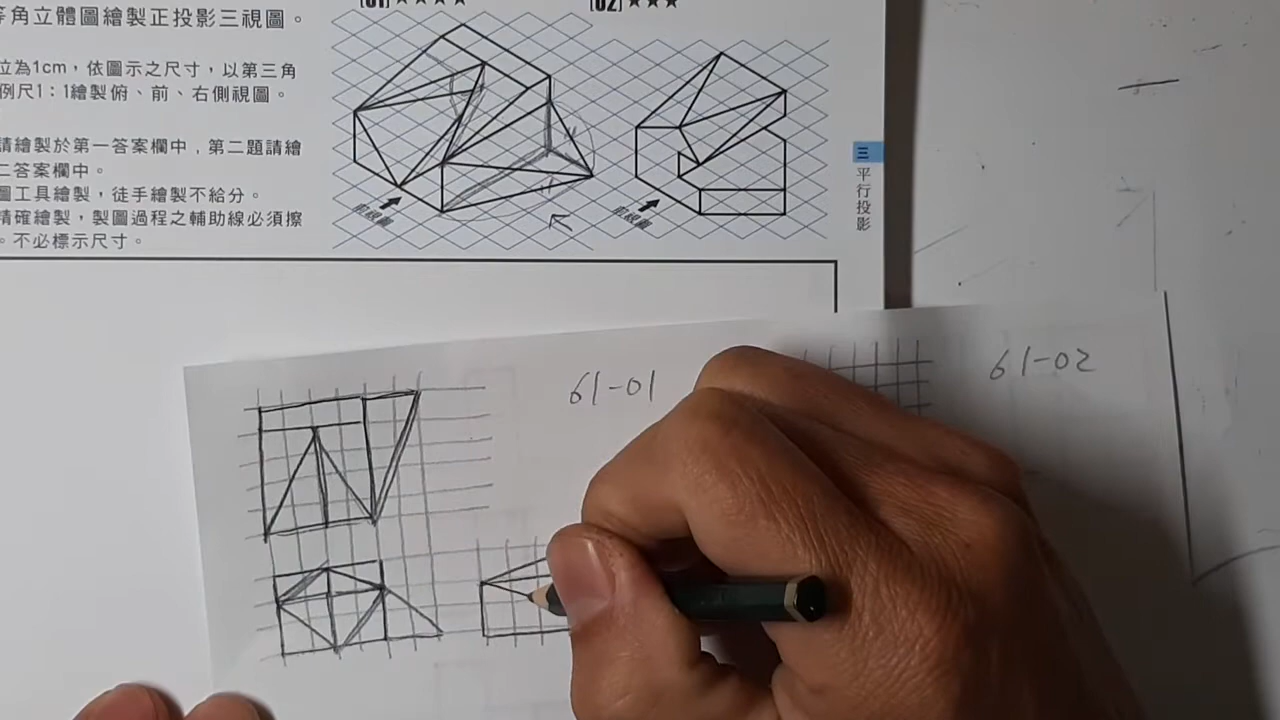 [01]★★★★
[02]★★★
等角立體圖繪製正投影三視圖。
位為1cm，依圖示之尺寸，以第三角
例尺1：1繪製俯、前、右側視圖。
請繪製於第一答案欄中，第二題請繪
二答案欄中。
圖工具繪製，徒手繪製不給分。
精確繪製，製圖過程之輔助線必須擦
。不必標示尺寸。
前視圖
前視圖
三
平行投影
61-01
61-02